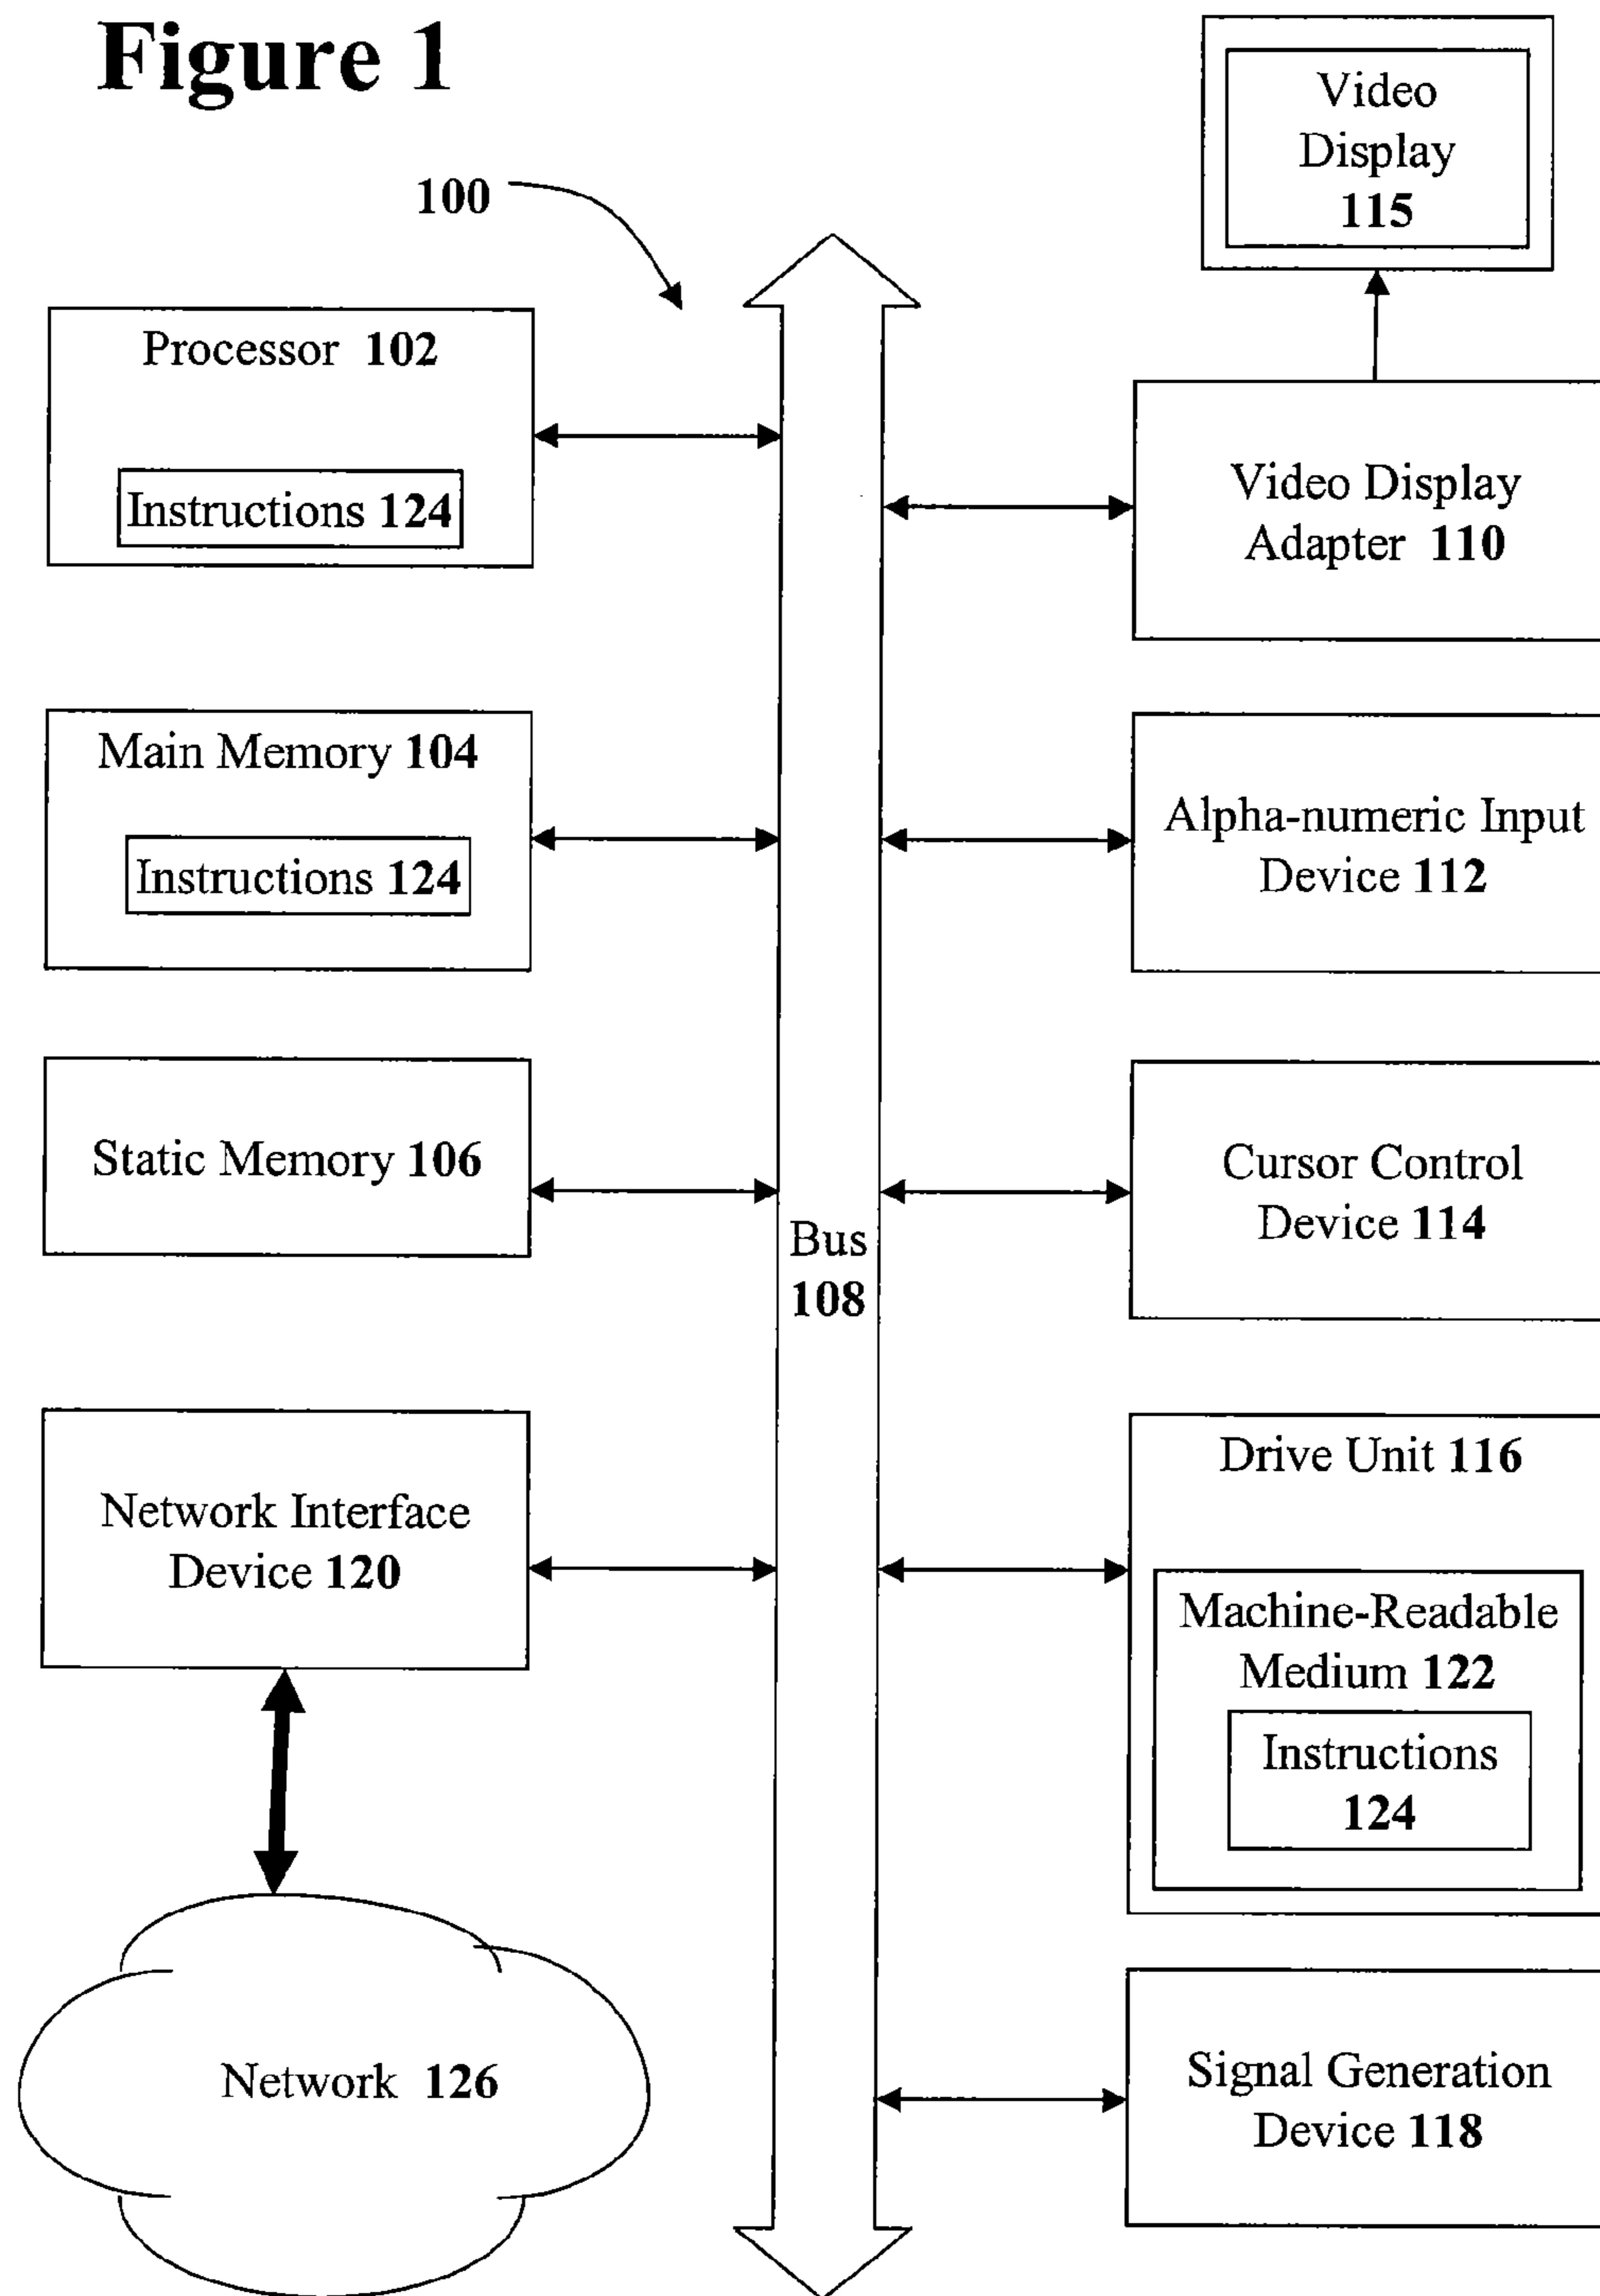 Figure 1
100
Video
Display
115
Processor 102
Instructions 124
Video Display
Adapter 110
Main Memory 104
Instructions 124
Alpha-numeric Input
Device 112
Static Memory 106
Cursor Control
Device 114
Bus
108
Network Interface
Device 120
Drive Unit 116
Machine-Readable
Medium 122
Instructions
124
Network 126
Signal Generation
Device 118